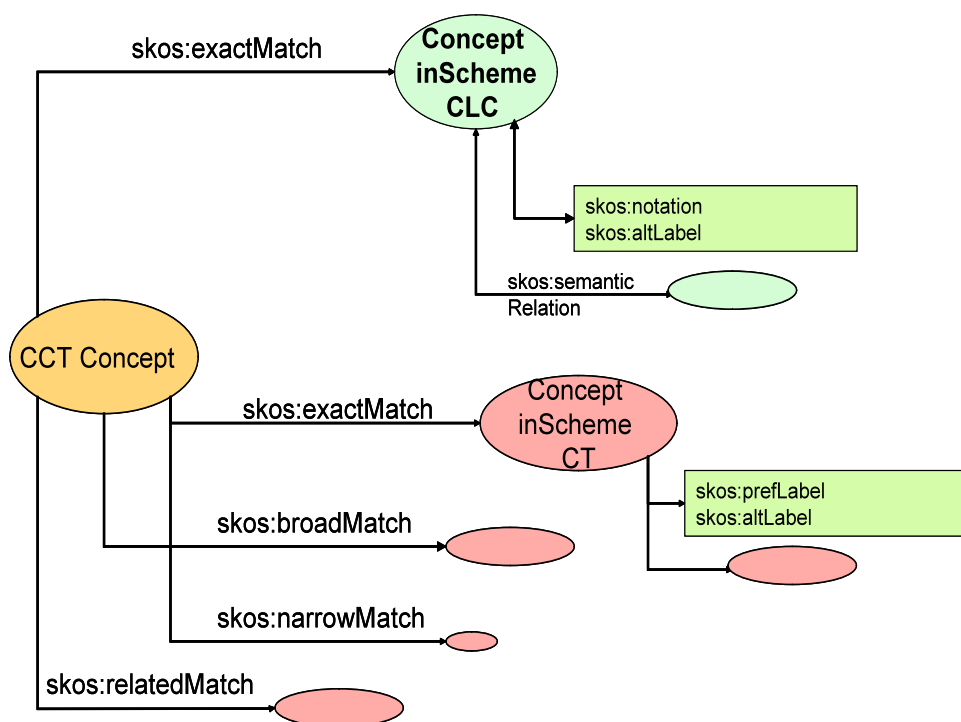 skos:exactMatch
Concept
inScheme
CLC
skos:notation
skos:altLabel
skos:semantic
Relation
CCT Concept
skos:exactMatch
Concept
inScheme
CT
skos:prefLabel
skos:altLabel
skos:broadMatch
skos:narrowMatch
skos:relatedMatch